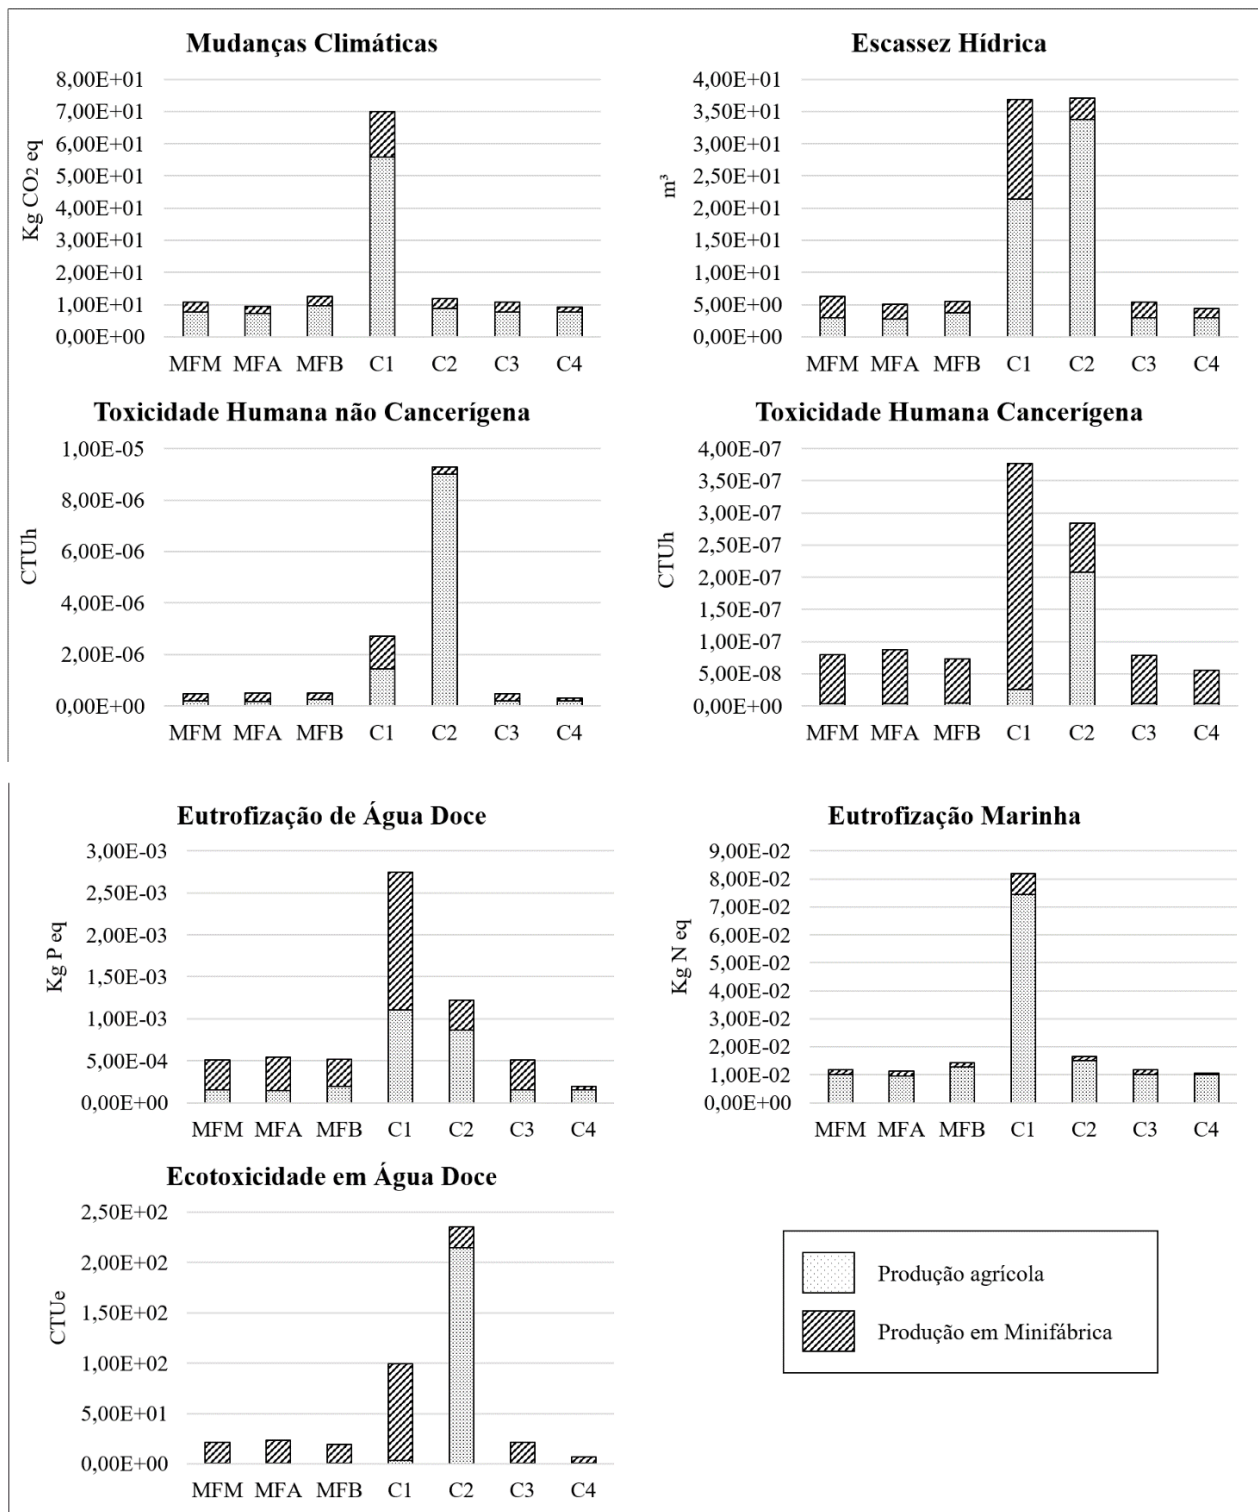 Mudanças Climáticas
Kg CO2 eq
8,00E+01
7,00E+01
6,00E+01
5,00E+01
4,00E+01
3,00E+01
2,00E+01
1,00E+01
0,00E+00
MFM MFA MFB C1 C2 C3 C4
Escassez Hídrica
m³
4,00E+01
3,50E+01
3,00E+01
2,50E+01
2,00E+01
1,50E+01
1,00E+01
5,00E+00
0,00E+00
MFM MFA MFB C1 C2 C3 C4
Toxicidade Humana não Cancerígena
CTUh
1,00E-05
8,00E-06
6,00E-06
4,00E-06
2,00E-06
0,00E+00
MFM MFA MFB C1 C2 C3 C4
Toxicidade Humana Cancerígena
CTUh
4,00E-07
3,50E-07
3,00E-07
2,50E-07
2,00E-07
1,50E-07
1,00E-07
5,00E-08
0,00E+00
MFM MFA MFB C1 C2 C3 C4
Eutrofização de Água Doce
Kg P eq
3,00E-03
2,50E-03
2,00E-03
1,50E-03
1,00E-03
5,00E-04
0,00E+00
MFM MFA MFB C1 C2 C3 C4
Eutrofização Marinha
Kg N eq
9,00E-02
8,00E-02
7,00E-02
6,00E-02
5,00E-02
4,00E-02
3,00E-02
2,00E-02
1,00E-02
0,00E+00
MFM MFA MFB C1 C2 C3 C4
Ecotoxicidade em Água Doce
CTUe
2,50E+02
2,00E+02
1,50E+02
1,00E+02
5,00E+01
0,00E+00
MFM MFA MFB C1 C2 C3 C4
Produção agrícola
Produção em Minifábrica